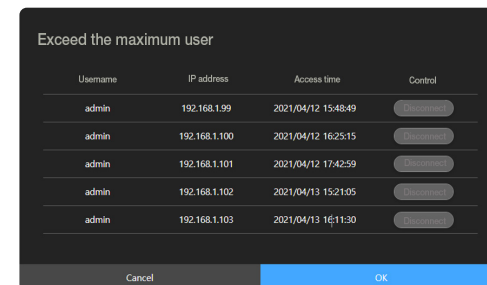 Exceed the maximum user
Username IP address Access time Control
admin 192.168.1.99 2021/04/12 15:48:49 Disconnect
admin 192.168.1.100 2021/04/12 16:25:15 Disconnect
admin 192.168.1.101 2021/04/12 17:42:59 Disconnect
admin 192.168.1.102 2021/04/13 15:21:05 Disconnect
admin 192.168.1.103 2021/04/13 16:11:30 Disconnect
Cancel OK